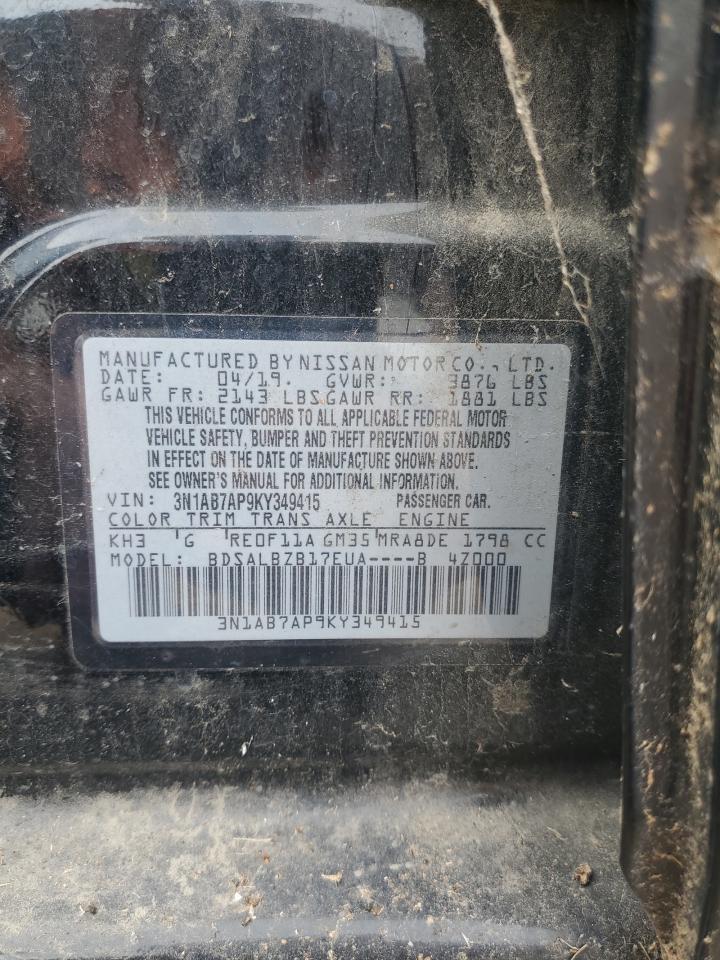 MANUFACTURED BY NISSAN MOTOR CO., LTD.
DATE: 04/19. GVWR: 3876 LBS
GAWR FR: 2143 LBS GAWR RR: 1881 LBS
THIS VEHICLE CONFORMS TO ALL APPLICABLE FEDERAL MOTOR
VEHICLE SAFETY, BUMPER AND THEFT PREVENTION STANDARDS
IN EFFECT ON THE DATE OF MANUFACTURE SHOWN ABOVE.
SEE OWNER'S MANUAL FOR ADDITIONAL INFORMATION.
VIN: 3N1AB7AP9KY349415 PASSENGER CAR.
COLOR TRIM TRANS AXLE ENGINE
KH3 G RE0F11A GM35 MRA8DE 1798 CC
MODEL: BDSALBZB17EUA----B 4Z000
3N1AB7AP9KY349415